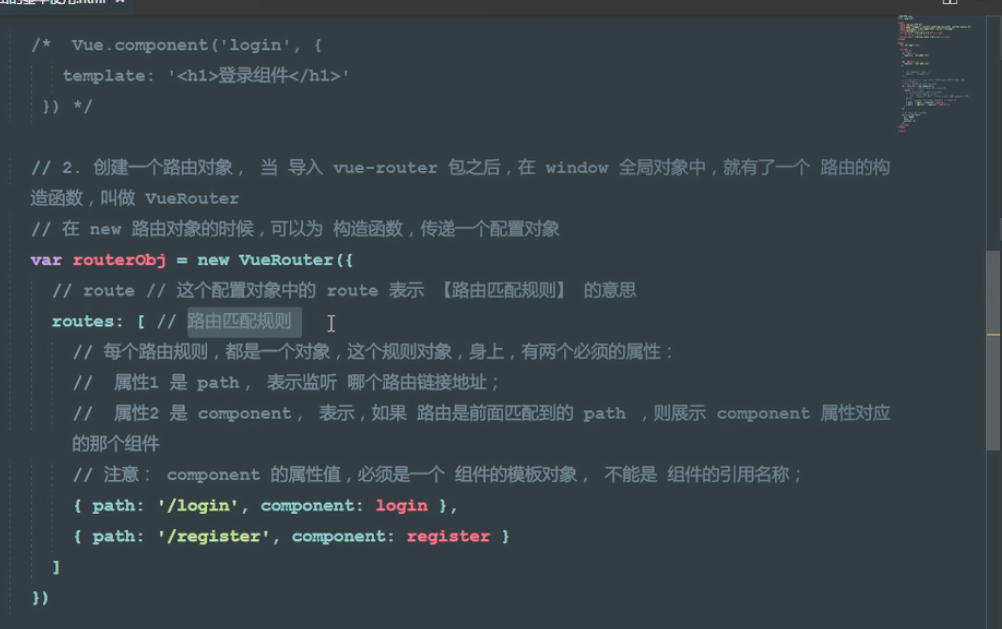 /*  Vue.component('login', {
template: '<h1>登录组件</h1>'
}) */
// 2. 创建一个路由对象， 当 导入 vue-router 包之后，在 window 全局对象中，就有了一个 路由的构
造函数，叫做 VueRouter
// 在 new 路由对象的时候，可以为 构造函数，传递一个配置对象
var routerObj = new VueRouter({
// route // 这个配置对象中的 route 表示 【路由匹配规则】 的意思
routes: [ // 路由匹配规则
// 每个路由规则，都是一个对象，这个规则对象，身上，有两个必须的属性：
//  属性1 是 path， 表示监听 哪个路由链接地址；
//  属性2 是 component， 表示，如果 路由是前面匹配到的 path ，则展示 component 属性对应
的那个组件
// 注意： component 的属性值，必须是一个 组件的模板对象， 不能是 组件的引用名称；
{ path: '/login', component: login },
{ path: '/register', component: register }
]
})